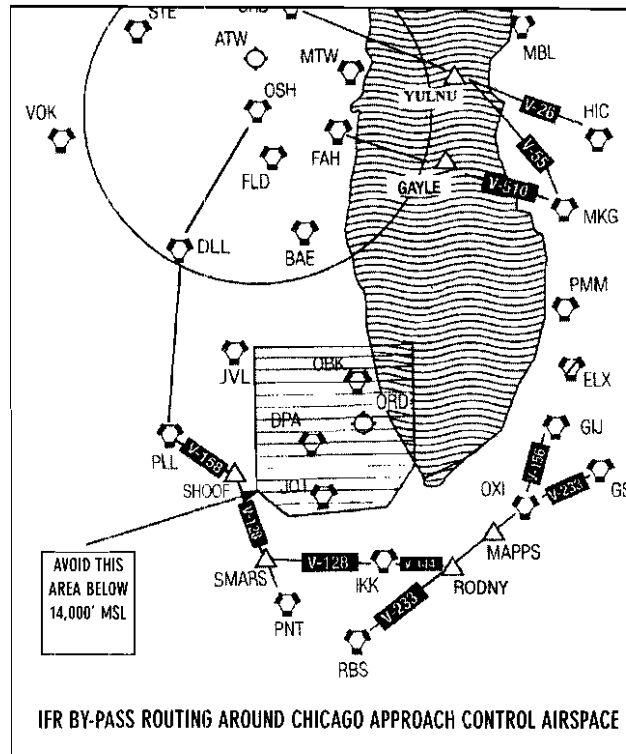 STE
MBL
ATW
MTW
YULNU
V-26
HIC
OSH
VOK
FAH
V-55
FLD
GAYLE
V-510
MKG
DLL
BAE
PMM
JVL
OBK
ELX
ORD
DPA
GIJ
PLL
V-158
V-156
SHOOF
JOT
OXI
V-233
GS
V-128
MAPPS
AVOID THIS
AREA BELOW
14,000' MSL
SMARS
V-128
IKK
RODNY
PNT
V-233
RBS
IFR BY-PASS ROUTING AROUND CHICAGO APPROACH CONTROL AIRSPACE